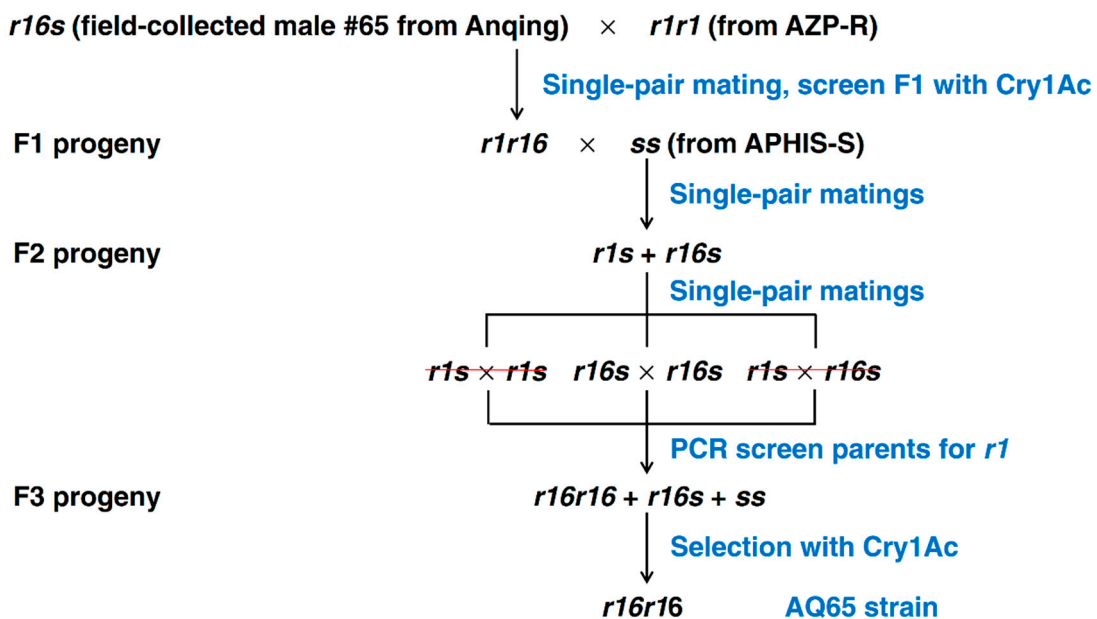 r16s (field-collected male #65 from Anqing) × r1r1 (from AZP-R)
Single-pair mating, screen F1 with Cry1Ac
F1 progeny r1r16 × ss (from APHIS-S)
Single-pair matings
F2 progeny r1s + r16s
Single-pair matings
r1s × r1s r16s × r16s r1s × r16s
PCR screen parents for r1
F3 progeny r16r16 + r16s + ss
Selection with Cry1Ac
r16r16 AQ65 strain